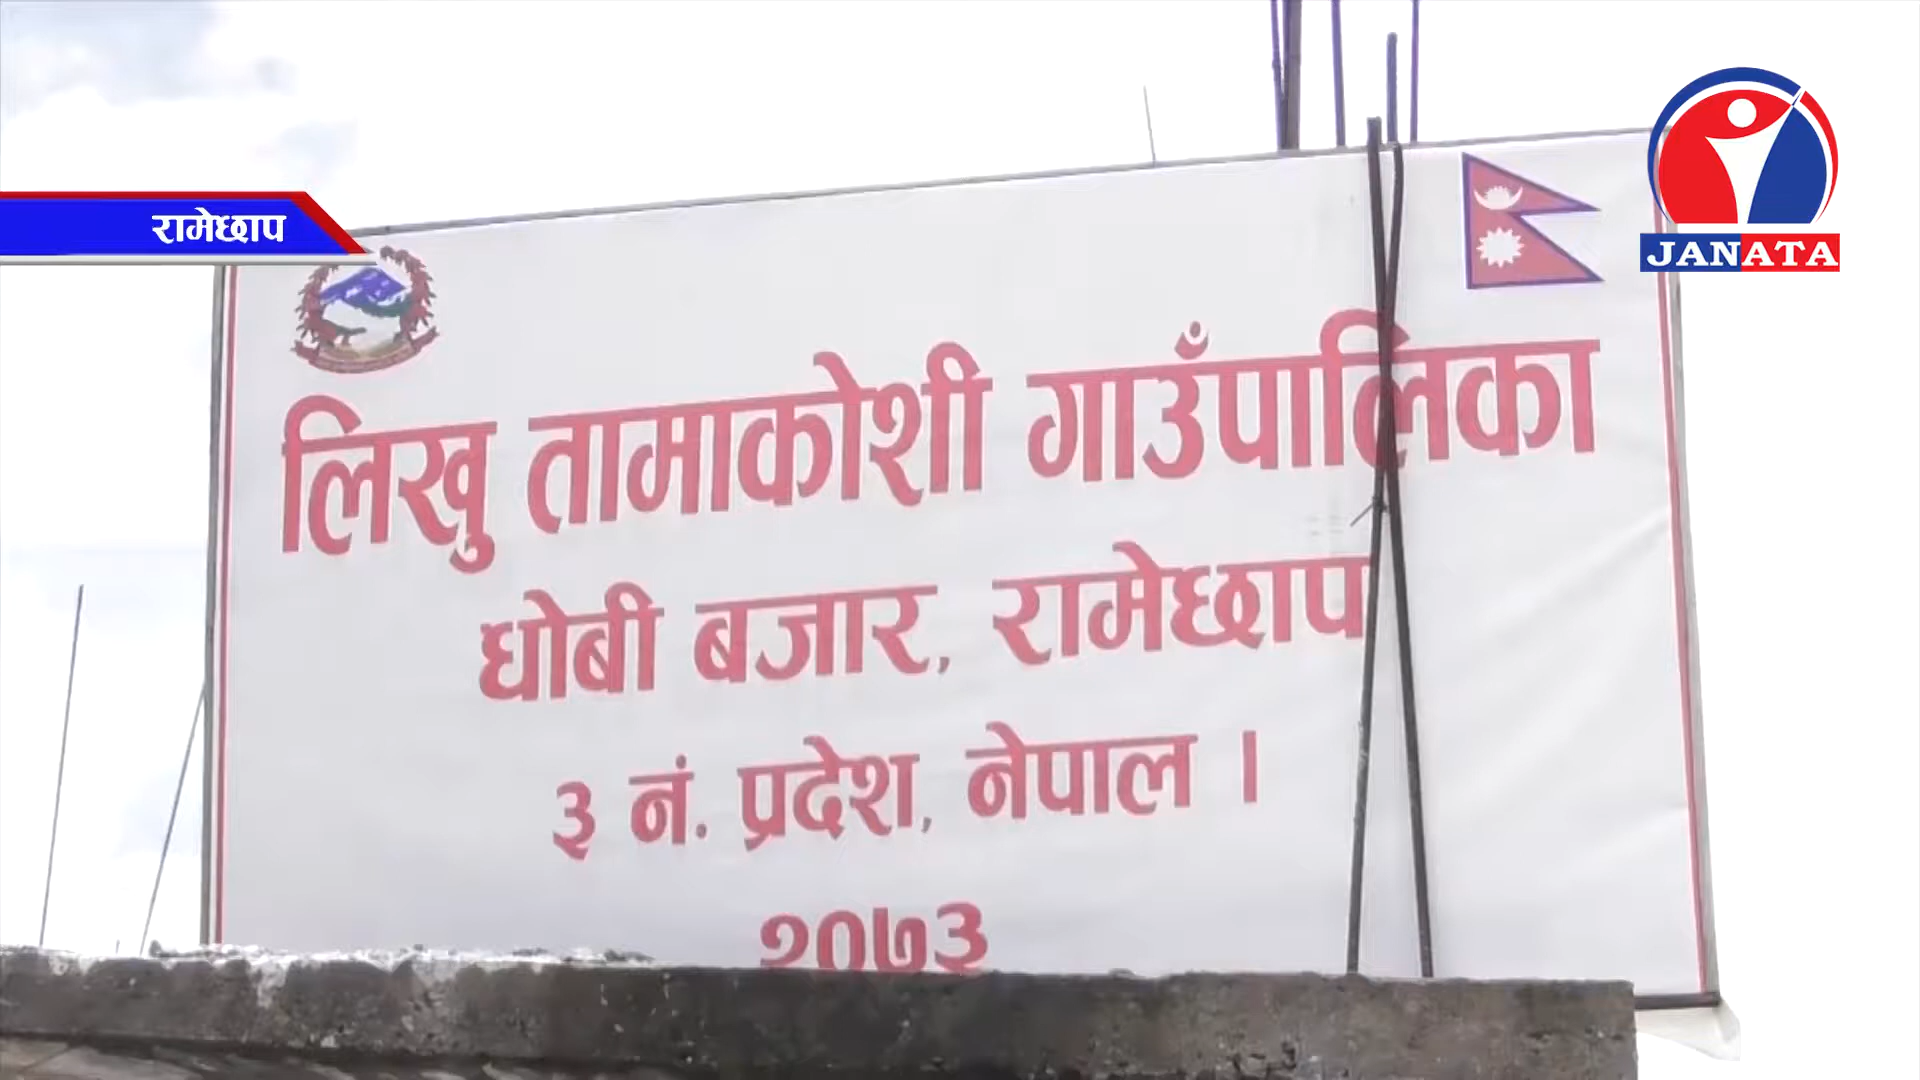 रामेछाप
JANATA
लिखु तामाकोशी गाउँपालिका
धोबी बजार, रामेछाप
३ नं. प्रदेश, नेपाल ।
२०७३